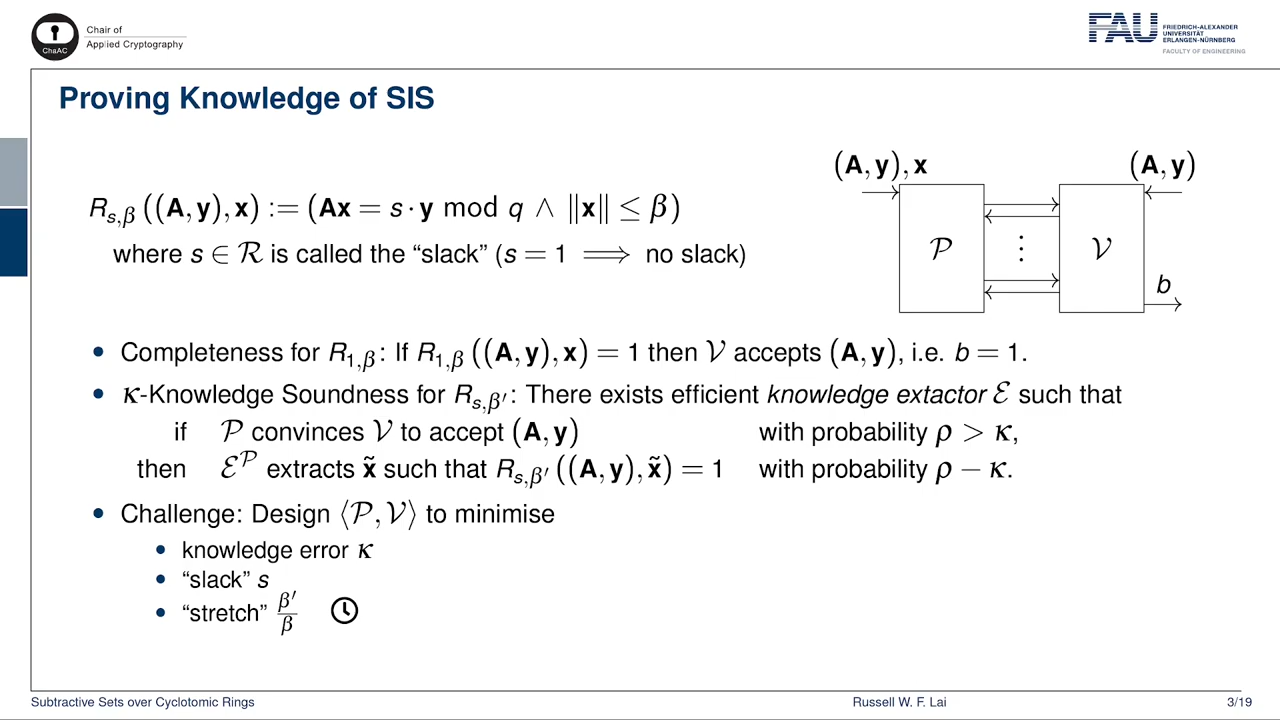 Chair of
Applied Cryptography
ChaAC
FAU
FRIEDRICH-ALEXANDER
UNIVERSITÄT
ERLANGEN-NÜRNBERG
FACULTY OF ENGINEERING
Proving Knowledge of SIS
(A, y), x
(A, y)
R_{s,β} ((A, y), x) := (Ax = s · y mod q ∧ ‖x‖ ≤ β)
where s ∈ ℛ is called the “slack” (s = 1 ⟹ no slack)
𝒫
⋮
𝒱
b
• Completeness for R_{1,β}: If R_{1,β} ((A, y), x) = 1 then 𝒱 accepts (A, y), i.e. b = 1.
• κ-Knowledge Soundness for R_{s,β′}: There exists efficient knowledge extactor ℰ such that
if 𝒫 convinces 𝒱 to accept (A, y) with probability ρ > κ,
then ℰ^𝒫 extracts x̃ such that R_{s,β′} ((A, y), x̃) = 1 with probability ρ − κ.
• Challenge: Design ⟨𝒫, 𝒱⟩ to minimise
• knowledge error κ
• “slack” s
• “stretch” β′/β
Subtractive Sets over Cyclotomic Rings
Russell W. F. Lai
3/19